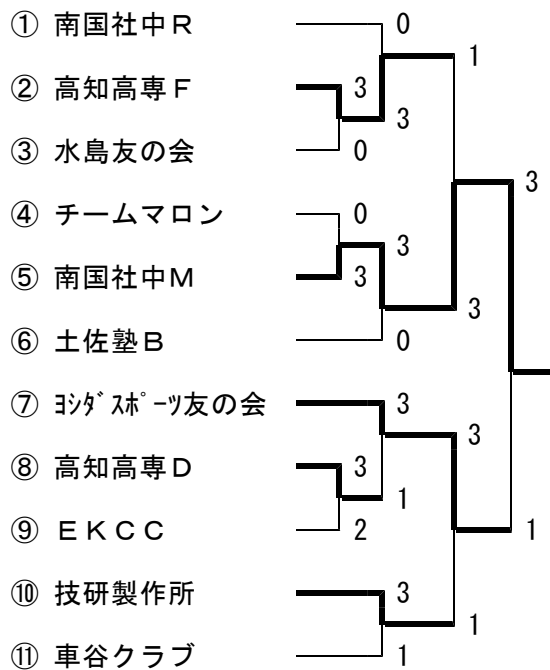 ① 南国社中Ｒ 0
1
② 高知高専Ｆ 3
3
③ 水島友の会 0
3
④ チームマロン 0
3
⑤ 南国社中Ｍ 3
3
⑥ 土佐塾Ｂ 0
⑦ ﾖｼﾀﾞｽﾎﾟｰﾂ友の会 3
3
⑧ 高知高専Ｄ 3
1
⑨ ＥＫＣＣ 2
1
⑩ 技研製作所 3
1
⑪ 車谷クラブ 1